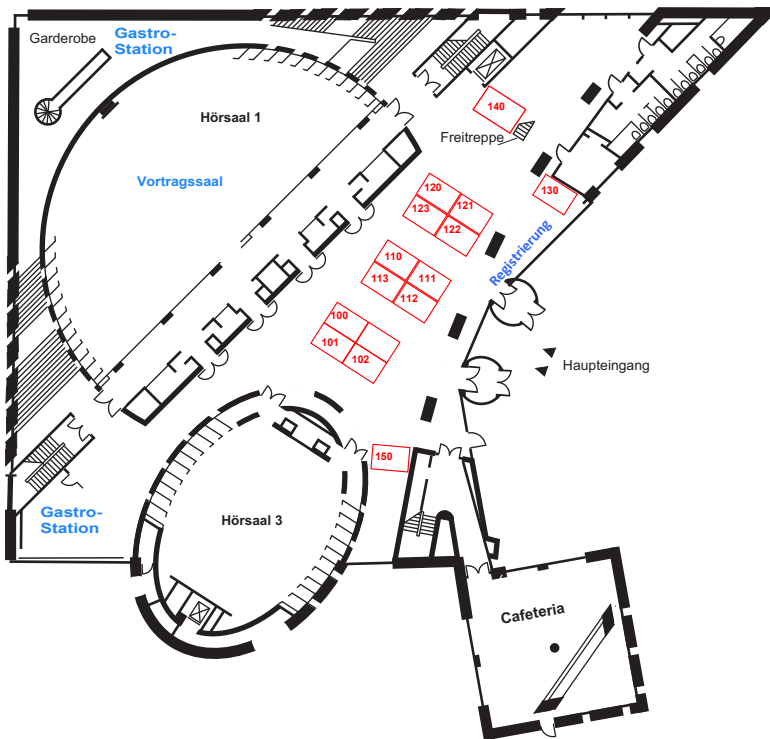 Gastro-
Station
Garderobe
Hörsaal 1
Vortragssaal
140
Freitreppe
120
121
123
122
130
Registrierung
110
111
113
112
100
101
102
Haupteingang
150
Gastro-
Station
Hörsaal 3
Cafeteria